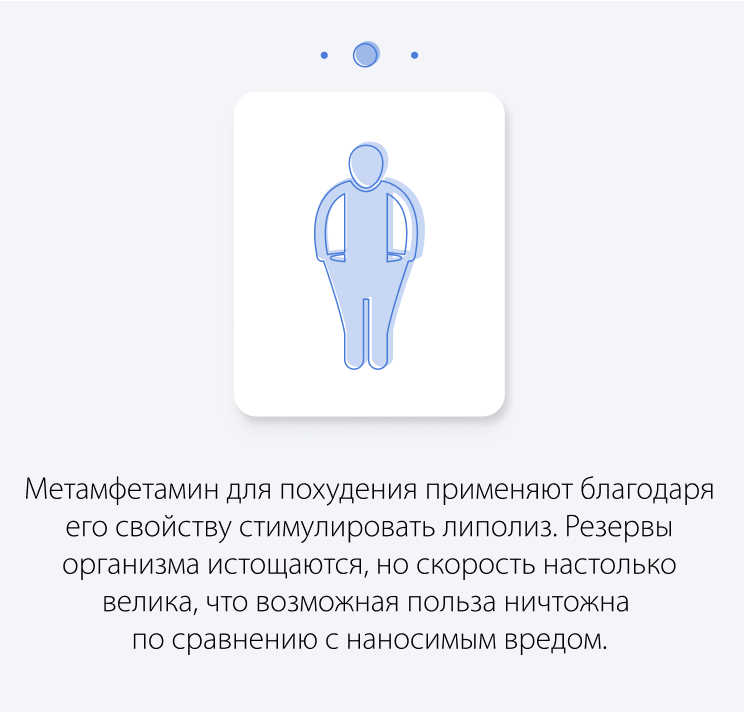 Метамфетамин для похудения применяют благодаря
его свойству стимулировать липолиз. Резервы
организма истощаются, но скорость настолько
велика, что возможная польза ничтожна
по сравнению с наносимым вредом.